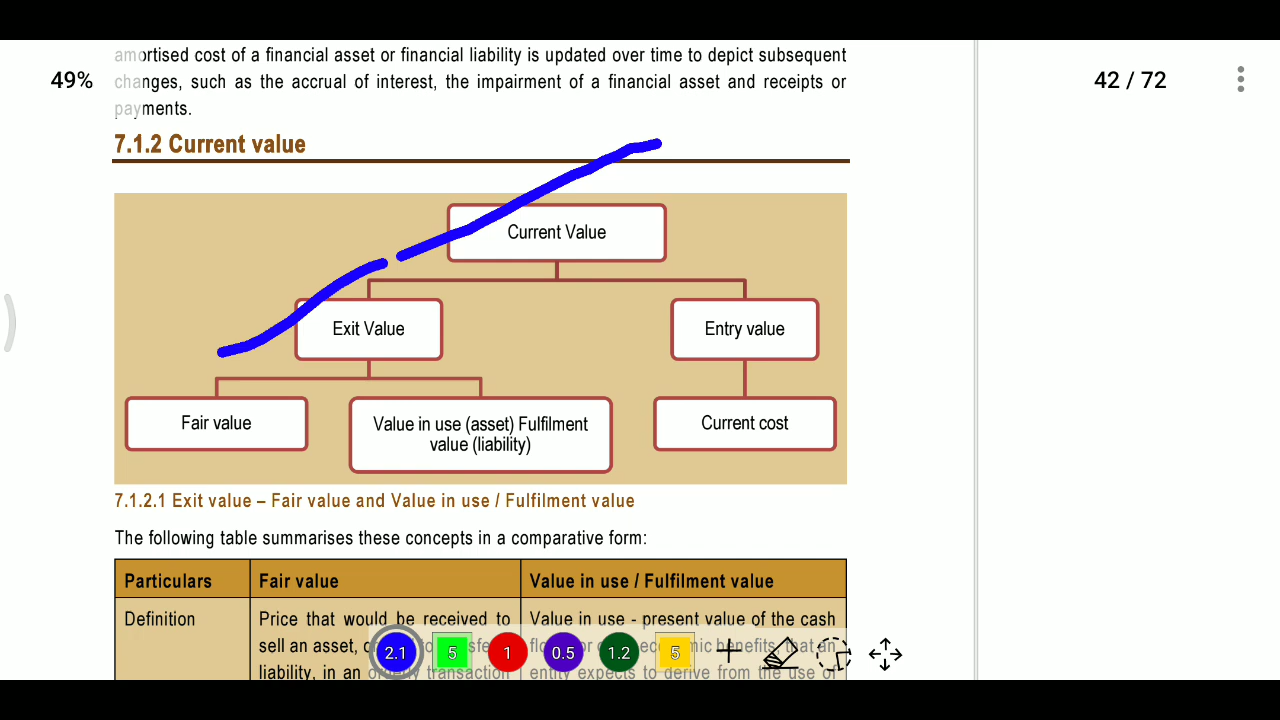 amortised cost of a financial asset or financial liability is updated over time to depict subsequent
49%
changes, such as the accrual of interest, the impairment of a financial asset and receipts or
42 / 72
payments.
7.1.2 Current value
Current Value
Exit Value
Entry value
Fair value
Value in use (asset) Fulfilment
value (liability)
Current cost
7.1.2.1 Exit value – Fair value and Value in use / Fulfilment value
The following table summarises these concepts in a comparative form:
Particulars
Fair value
Value in use / Fulfilment value
Definition
Price that would be received to
sell an asset,
liability, in an
transaction
Value in use - present value of the cash
benefits, that an
entity expects to derive from the use of
2.1
5
1
0.5
1.2
5